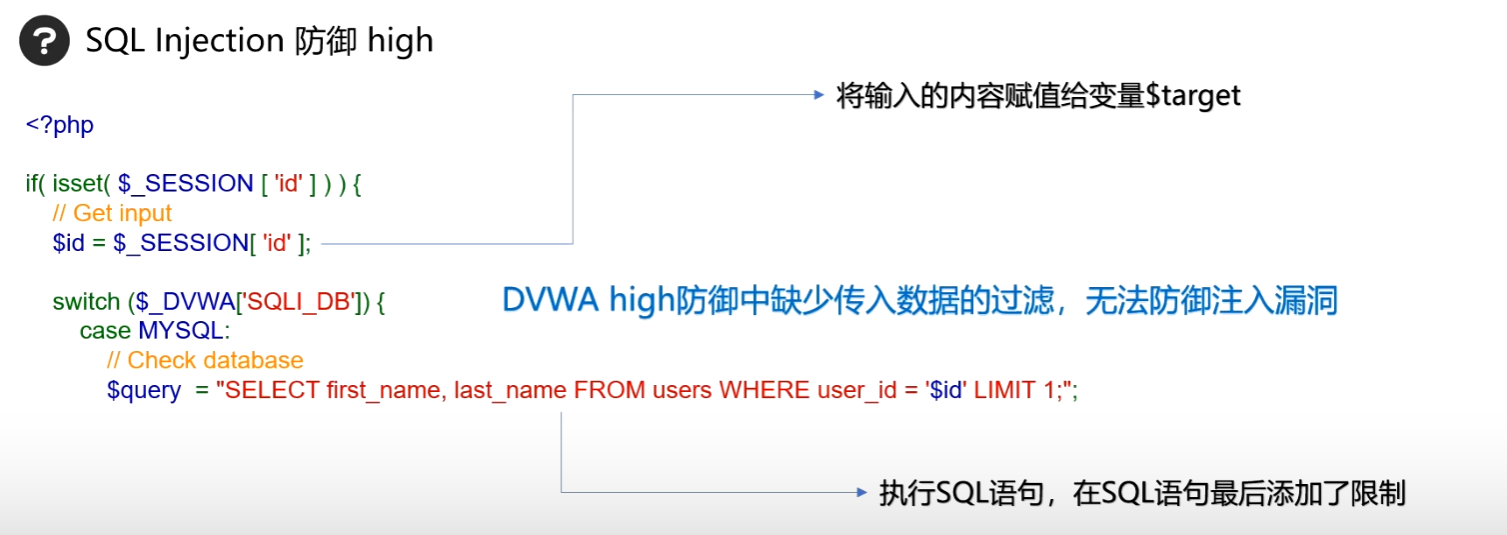 ? SQL Injection 防御 high
将输入的内容赋值给变量$target
<?php
if( isset( $_SESSION [ 'id' ] ) ) {
// Get input
$id = $_SESSION[ 'id' ];
switch ($_DVWA['SQLI_DB']) {
DVWA high防御中缺少传入数据的过滤，无法防御注入漏洞
case MYSQL:
// Check database
$query = "SELECT first_name, last_name FROM users WHERE user_id = '$id' LIMIT 1;";
执行SQL语句，在SQL语句最后添加了限制